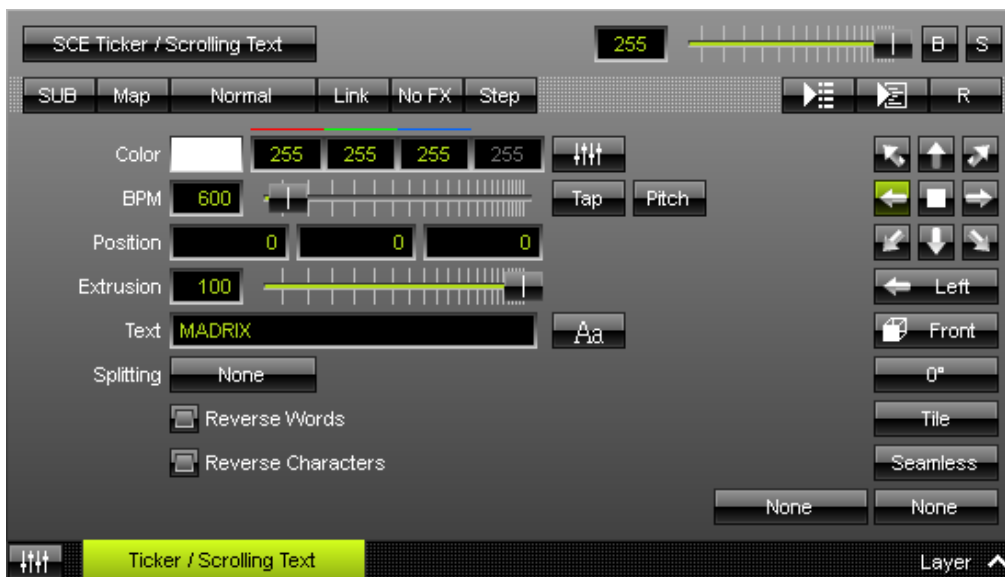 SCE Ticker / Scrolling Text 255 B S
SUB Map Normal Link No FX Step R
Color 255 255 255 255
BPM 600 Tap Pitch
Position 0 0 0
Extrusion 100 Left
Text MADRIX Aa Front
Splitting None 0°
Reverse Words Tile
Reverse Characters Seamless
None None
Ticker / Scrolling Text Layer